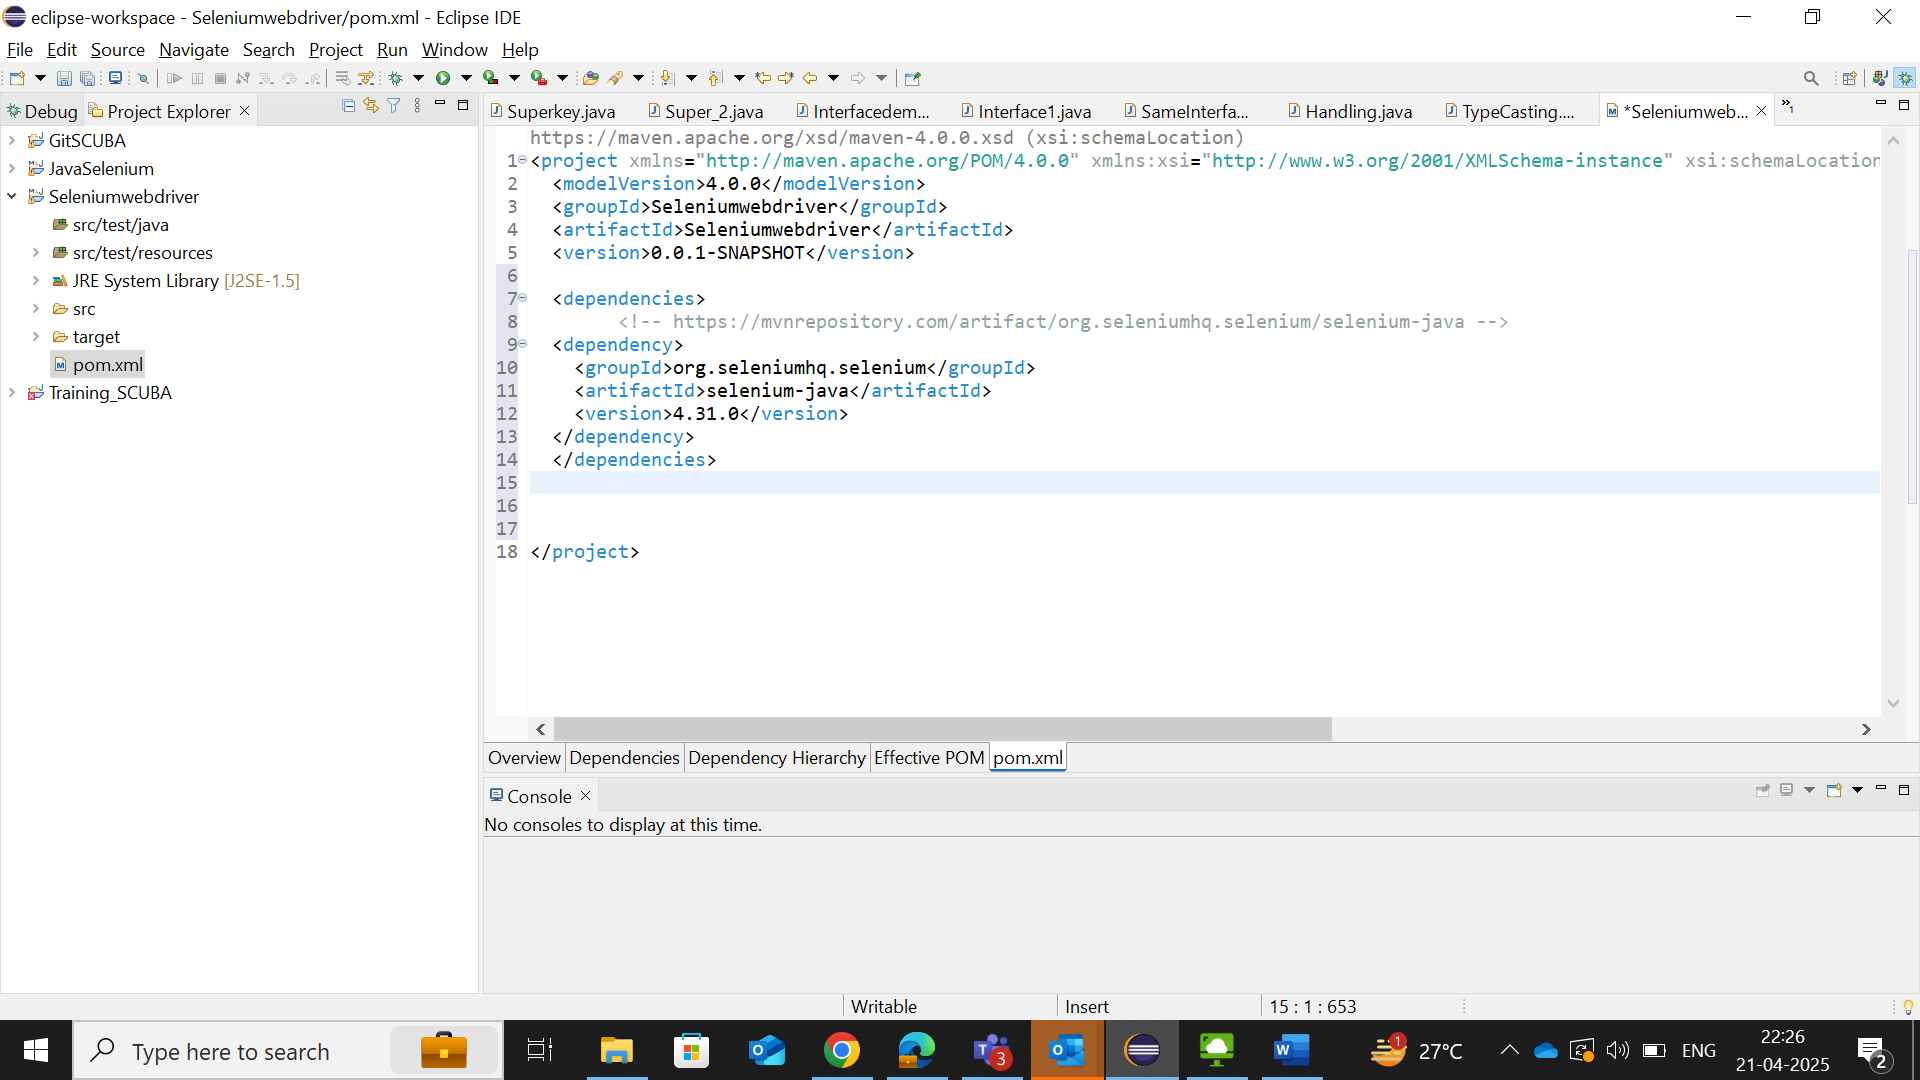 eclipse-workspace - Seleniumwebdriver/pom.xml - Eclipse IDE
File Edit Source Navigate Search Project Run Window Help
Debug Project Explorer
Superkey.java Super_2.java Interfacedem... Interface1.java SameInterfa... Handling.java TypeCasting.... *Seleniumweb... »1
GitSCUBA
JavaSelenium
Seleniumwebdriver
src/test/java
src/test/resources
JRE System Library [J2SE-1.5]
src
target
pom.xml
Training_SCUBA
https://maven.apache.org/xsd/maven-4.0.0.xsd (xsi:schemaLocation)
1 <project xmlns="http://maven.apache.org/POM/4.0.0" xmlns:xsi="http://www.w3.org/2001/XMLSchema-instance" xsi:schemaLocation
2 <modelVersion>4.0.0</modelVersion>
3 <groupId>Seleniumwebdriver</groupId>
4 <artifactId>Seleniumwebdriver</artifactId>
5 <version>0.0.1-SNAPSHOT</version>
6
7 <dependencies>
8 <!-- https://mvnrepository.com/artifact/org.seleniumhq.selenium/selenium-java -->
9 <dependency>
10 <groupId>org.seleniumhq.selenium</groupId>
11 <artifactId>selenium-java</artifactId>
12 <version>4.31.0</version>
13 </dependency>
14 </dependencies>
15
16
17
18 </project>
Overview Dependencies Dependency Hierarchy Effective POM pom.xml
Console
No consoles to display at this time.
Writable Insert 15 : 1 : 653
Type here to search
3
1
27°C
ENG
22:26
21-04-2025
2